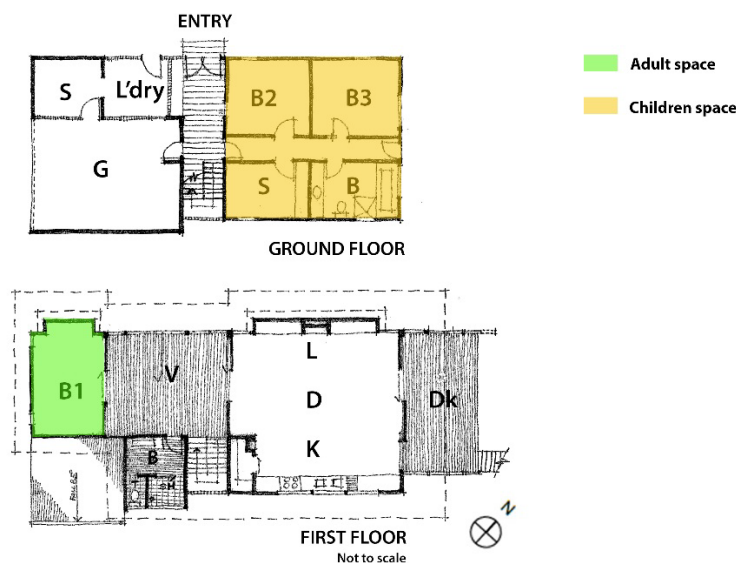 ENTRY
S
L'dry
B2
B3
G
S
B
GROUND FLOOR
Adult space
Children space
L
B1
V
D
Dk
K
B
SH
FIRST FLOOR
Not to scale
N